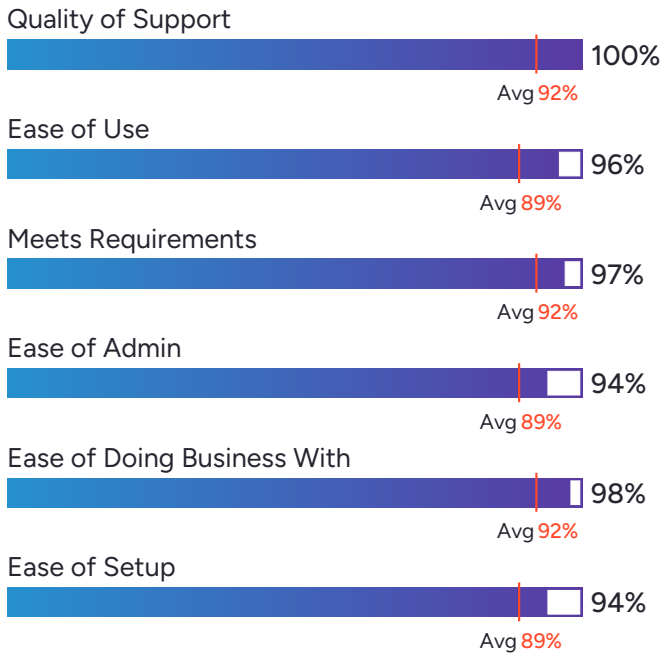 Quality of Support
100%
Avg 92%
Ease of Use
96%
Avg 89%
Meets Requirements
97%
Avg 92%
Ease of Admin
94%
Avg 89%
Ease of Doing Business With
98%
Avg 92%
Ease of Setup
94%
Avg 89%